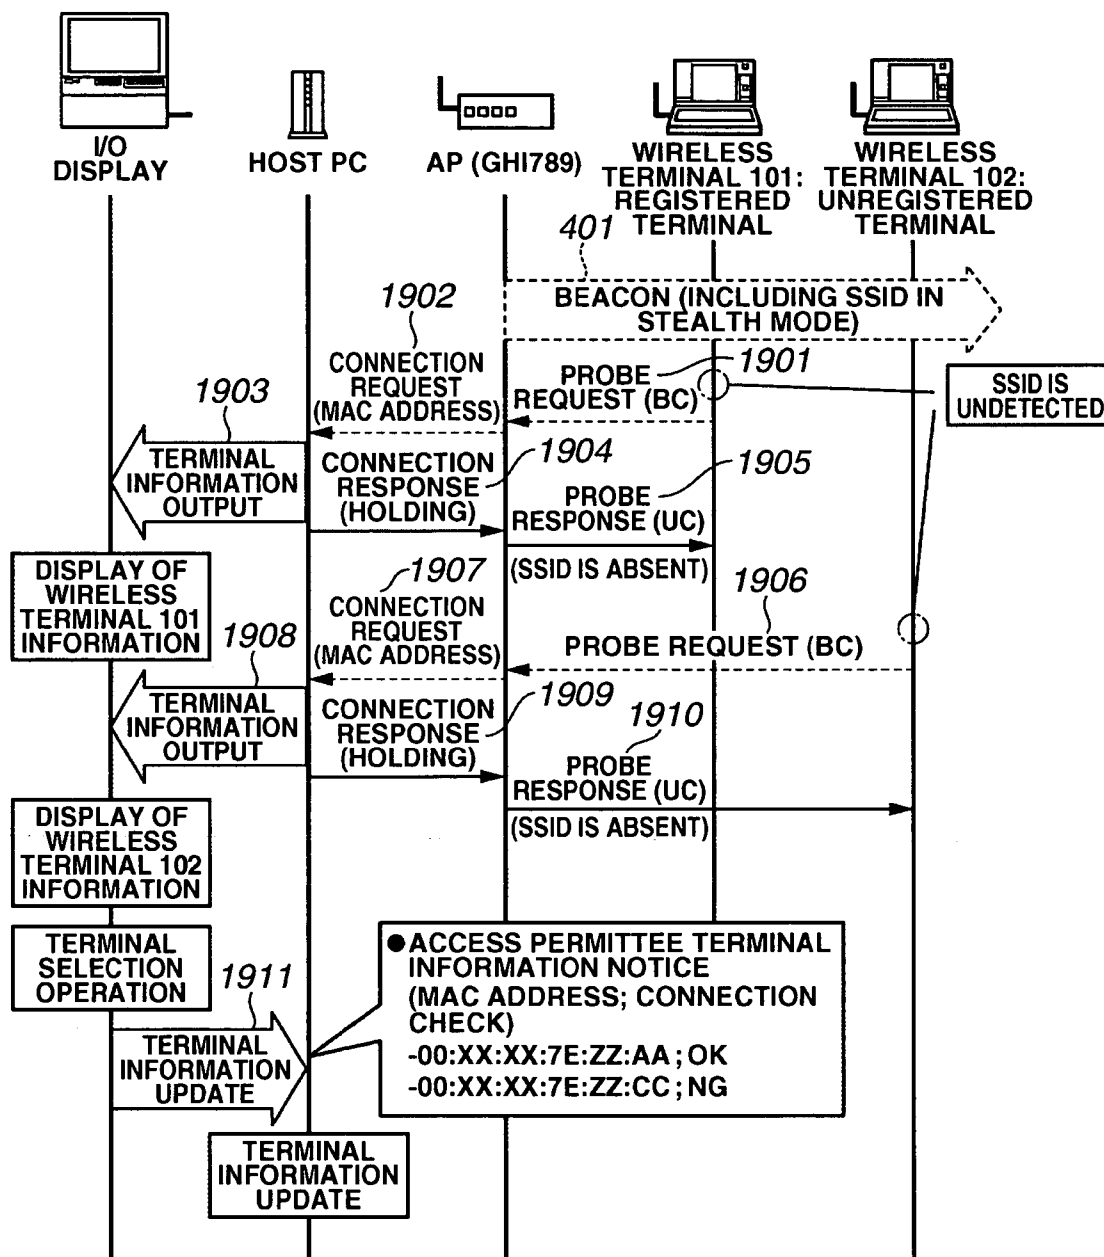 I/O
DISPLAY
HOST PC
AP (GHI789)
WIRELESS
TERMINAL 101:
REGISTERED
TERMINAL
WIRELESS
TERMINAL 102:
UNREGISTERED
TERMINAL
401
BEACON (INCLUDING SSID IN
STEALTH MODE)
1902
CONNECTION
REQUEST
(MAC ADDRESS)
1901
PROBE
REQUEST (BC)
SSID IS
UNDETECTED
1903
TERMINAL
INFORMATION
OUTPUT
1904
CONNECTION
RESPONSE
(HOLDING)
1905
PROBE
RESPONSE (UC)
(SSID IS ABSENT)
DISPLAY OF
WIRELESS
TERMINAL 101
INFORMATION
1907
CONNECTION
REQUEST
(MAC ADDRESS)
1906
PROBE REQUEST (BC)
1908
TERMINAL
INFORMATION
OUTPUT
1909
CONNECTION
RESPONSE
(HOLDING)
1910
PROBE
RESPONSE (UC)
(SSID IS ABSENT)
DISPLAY OF
WIRELESS
TERMINAL 102
INFORMATION
TERMINAL
SELECTION
OPERATION
1911
TERMINAL
INFORMATION
UPDATE
●ACCESS PERMITTEE TERMINAL
INFORMATION NOTICE
(MAC ADDRESS; CONNECTION
CHECK)
-00:XX:XX:7E:ZZ:AA ; OK
-00:XX:XX:7E:ZZ:CC ; NG
TERMINAL
INFORMATION
UPDATE